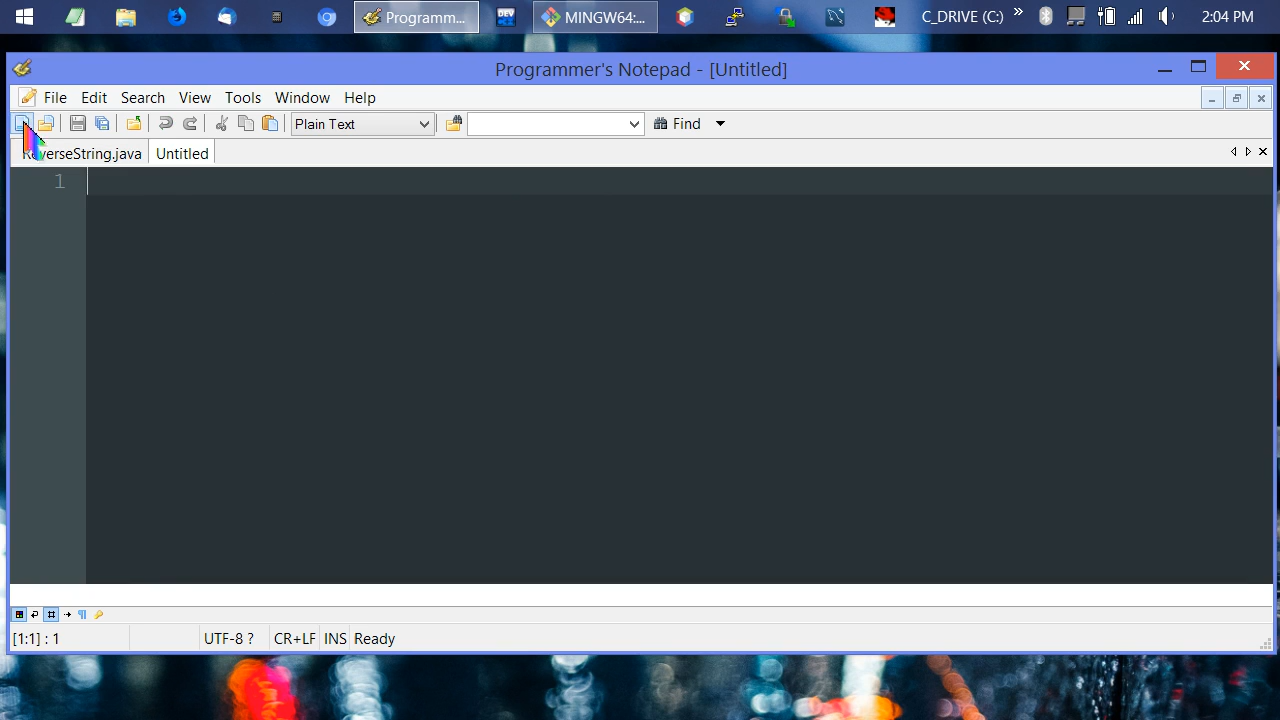 Programm...
MINGW64:...
C_DRIVE (C:)
2:04 PM
Programmer's Notepad - [Untitled]
File Edit Search View Tools Window Help
Plain Text
Find
ReverseString.java
Untitled
1
[1:1] : 1
UTF-8 ?
CR+LF
INS
Ready